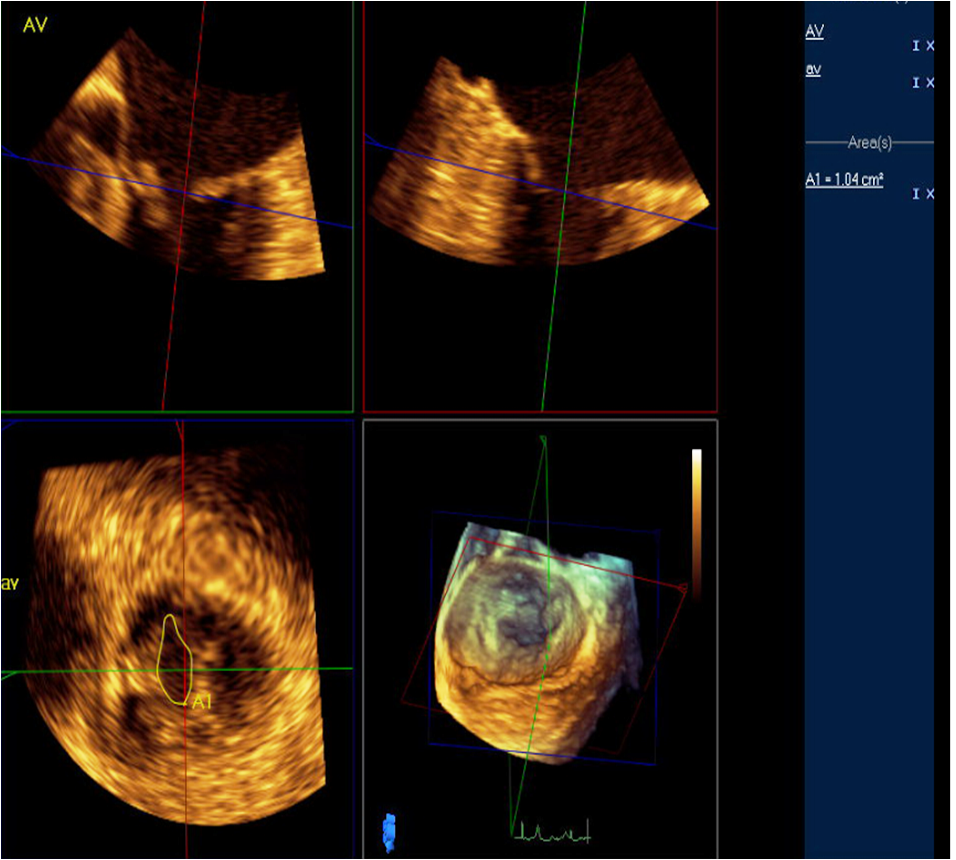 AV
AV
I X
av
I X
Area(s)
A1 = 1.04 cm²
I X
av
A1